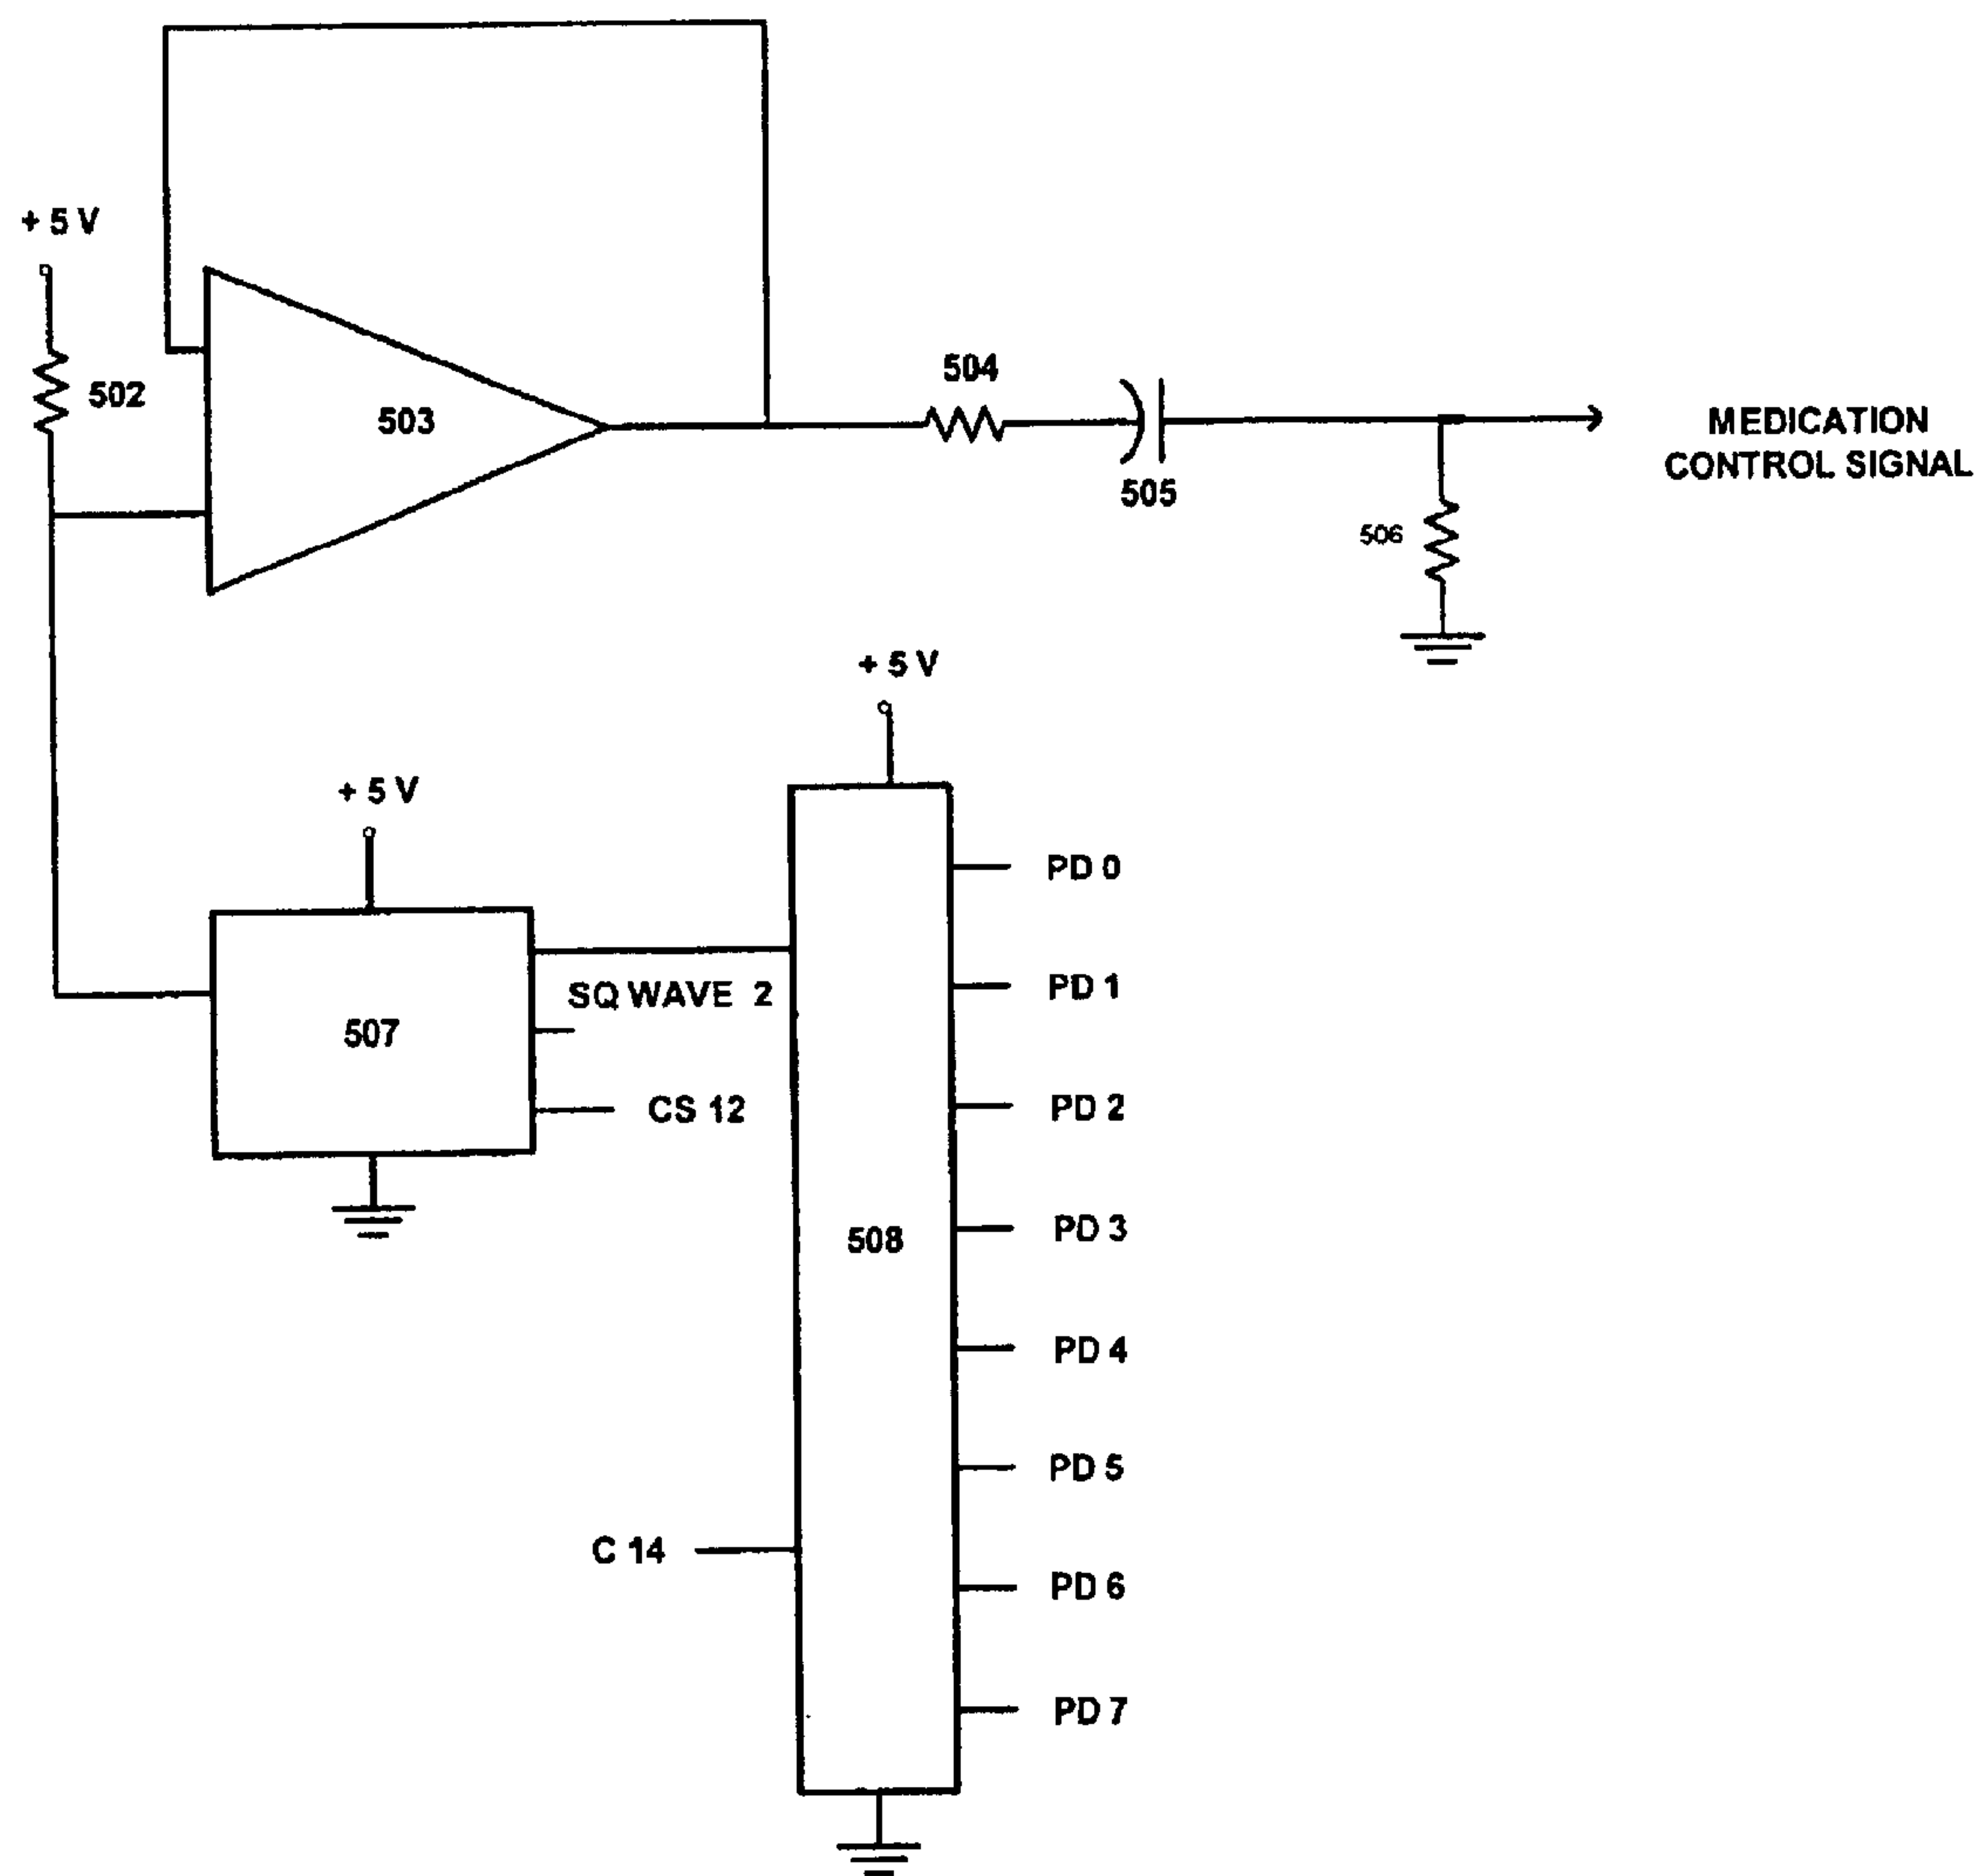 + 5 V
502
503
504
505
MEDICATION
CONTROL SIGNAL
506
+ 5 V
+ 5 V
PD 0
PD 1
SQ WAVE 2
507
CS 12
PD 2
508
PD 3
PD 4
PD 5
C 14
PD 6
PD 7